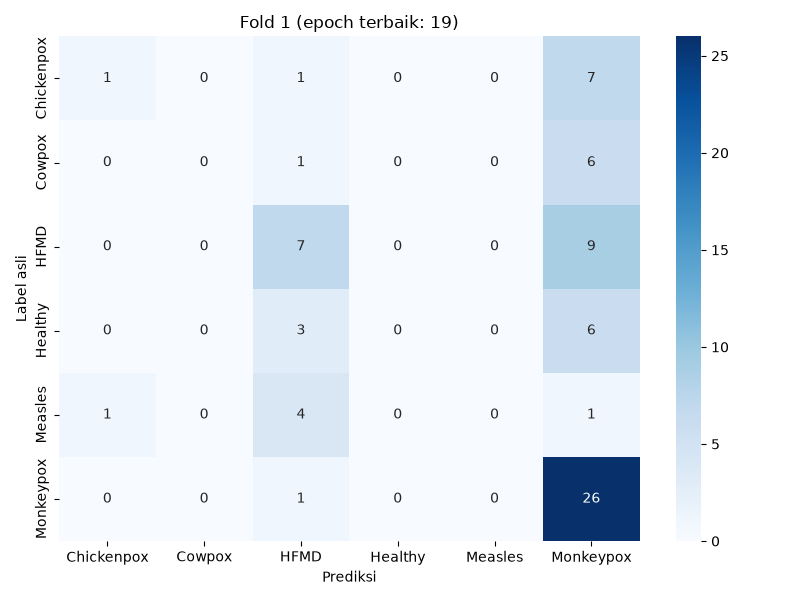 Fold 1 (epoch terbaik: 19)
Label asli
Chickenpox 1 0 1 0 0 7
Cowpox 0 0 1 0 0 6
HFMD 0 0 7 0 0 9
Healthy 0 0 3 0 0 6
Measles 1 0 4 0 0 1
Monkeypox 0 0 1 0 0 26
Chickenpox Cowpox HFMD Healthy Measles Monkeypox
Prediksi
25
20
15
10
5
0